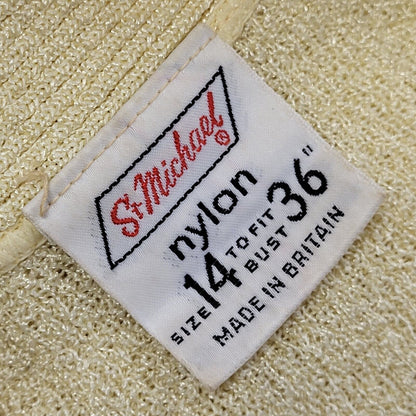 St Michael ®
nylon
SIZE 14 TO FIT BUST 36"
MADE IN BRITAIN